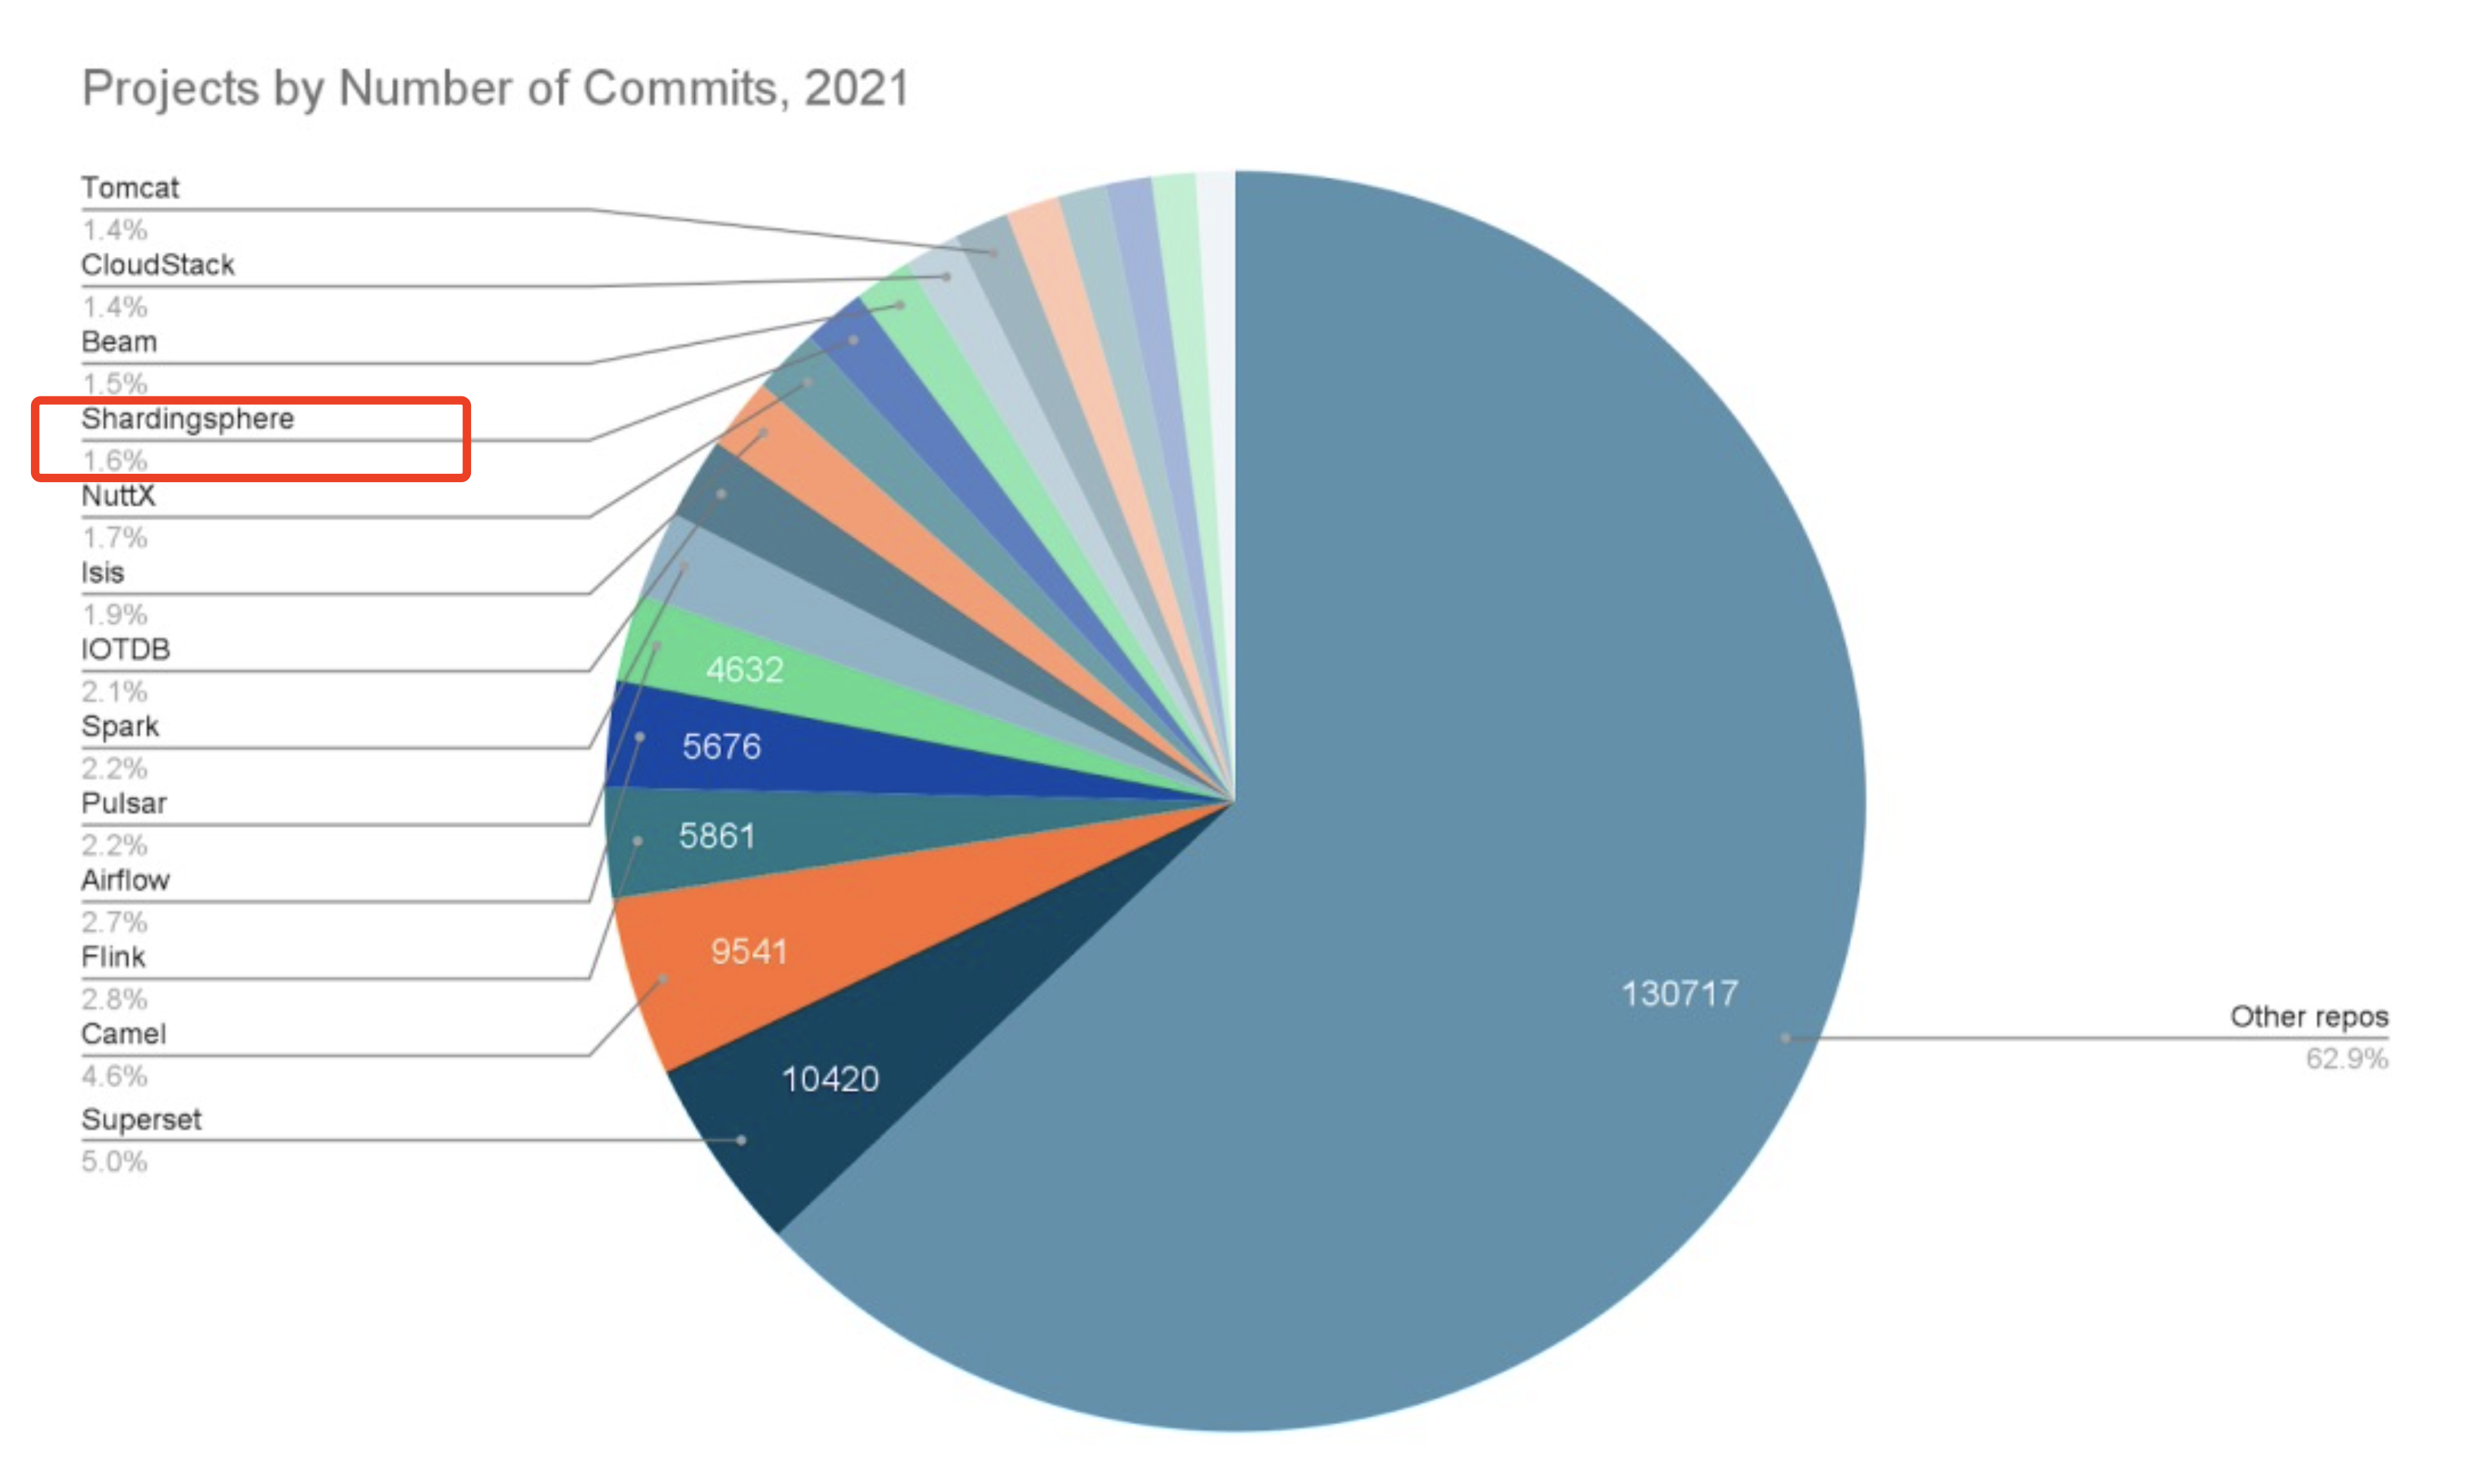 Projects by Number of Commits, 2021
Tomcat
1.4%
CloudStack
1.4%
Beam
1.5%
Shardingsphere
1.6%
NuttX
1.7%
Isis
1.9%
IOTDB
2.1%
Spark
2.2%
Pulsar
2.2%
Airflow
2.7%
Flink
2.8%
Camel
4.6%
Superset
5.0%
4632
5676
5861
9541
10420
130717
Other repos
62.9%